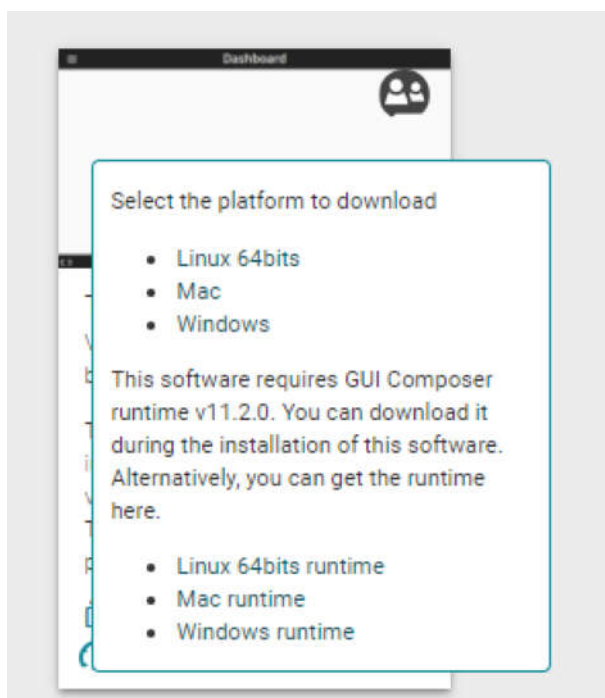 Dashboard
Select the platform to download
Linux 64bits
Mac
Windows
This software requires GUI Composer
runtime v11.2.0. You can download it
during the installation of this software.
Alternatively, you can get the runtime
here.
Linux 64bits runtime
Mac runtime
Windows runtime